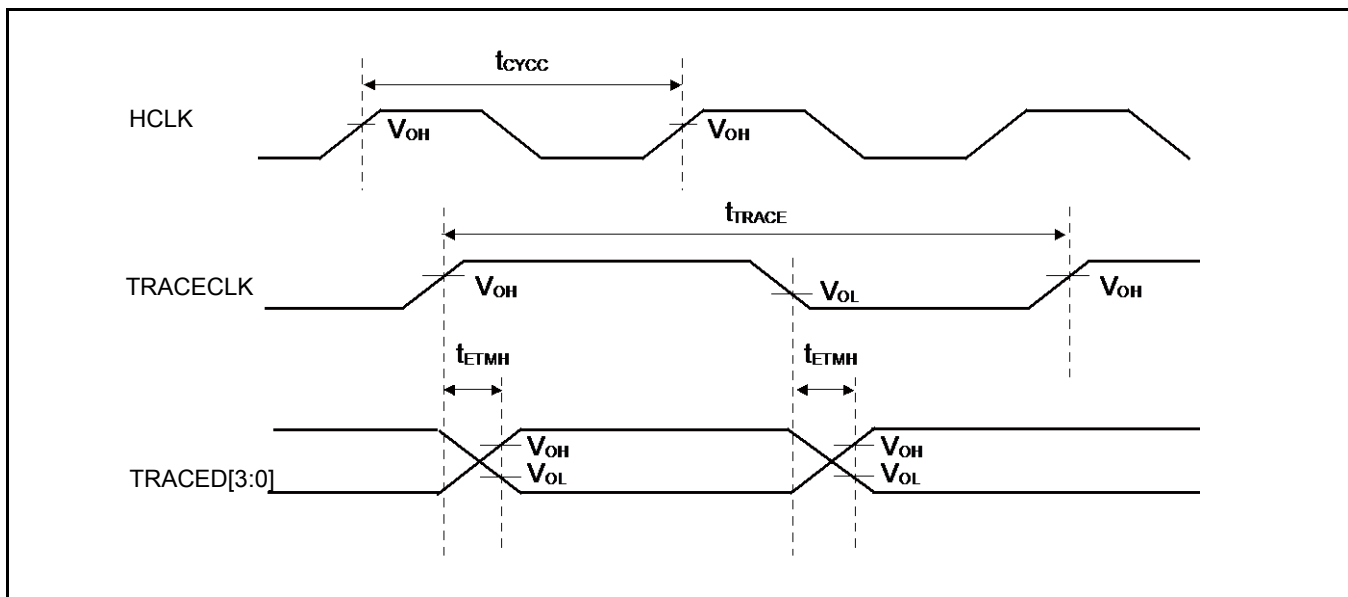 tCYCC
HCLK
VOH VOH
tTRACE
TRACECLK
VOH VOL VOH
tETMH tETMH
VOH VOH
TRACED[3:0]
VOL VOL